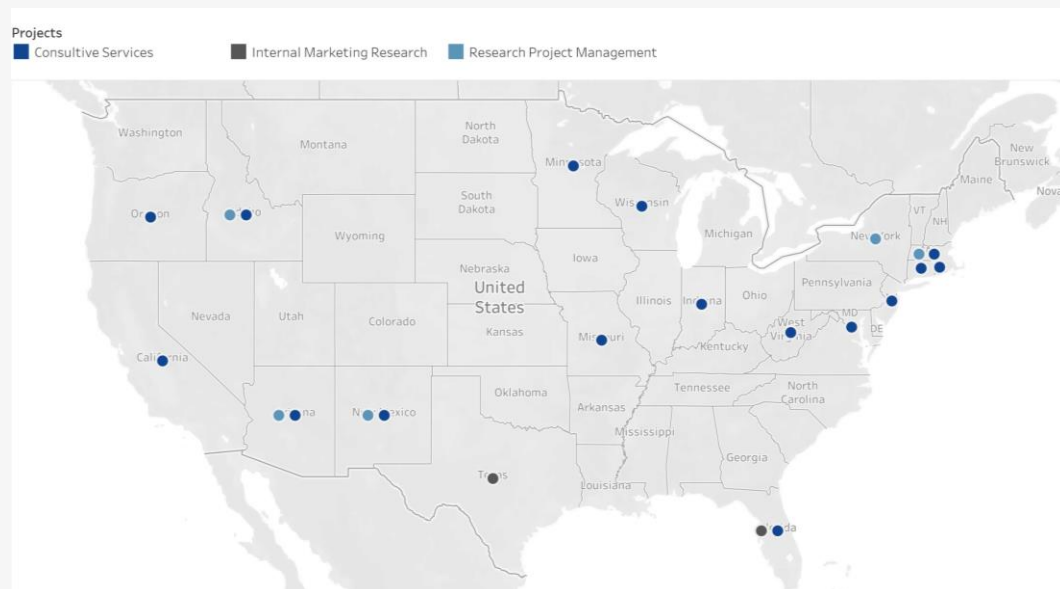 Projects
Consultive Services
Internal Marketing Research
Research Project Management
Washington
Montana
North
Dakota
Minnesota
New
Brunswick
Maine
Nova
South
Dakota
Wisconsin
VT
NH
Oregon
Idaho
Wyoming
Michigan
New York
Iowa
Nebraska
United
States
Nevada
Utah
Colorado
Kansas
Illinois
Indiana
Ohio
Pennsylvania
MD
DE
West
Virginia
Missouri
Kentucky
California
Oklahoma
Tennessee
North
Carolina
Arkansas
Arizona
New Mexico
Mississippi
Georgia
Texas
Louisiana
Florida